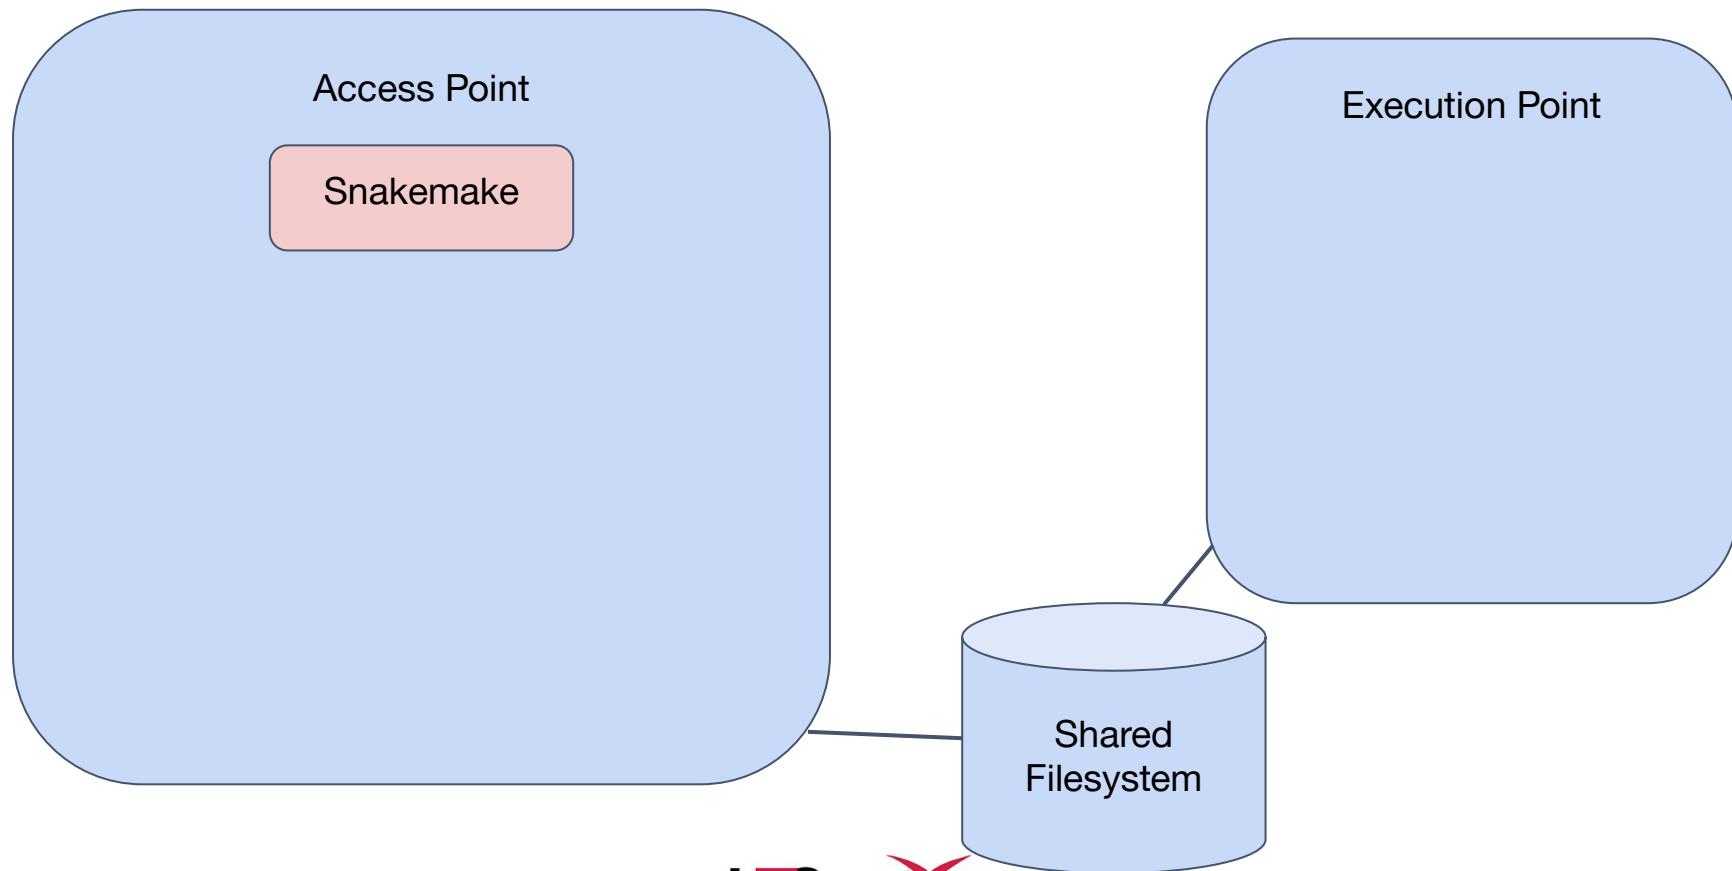 Access Point
Execution Point
Snakemake
Shared
Filesystem